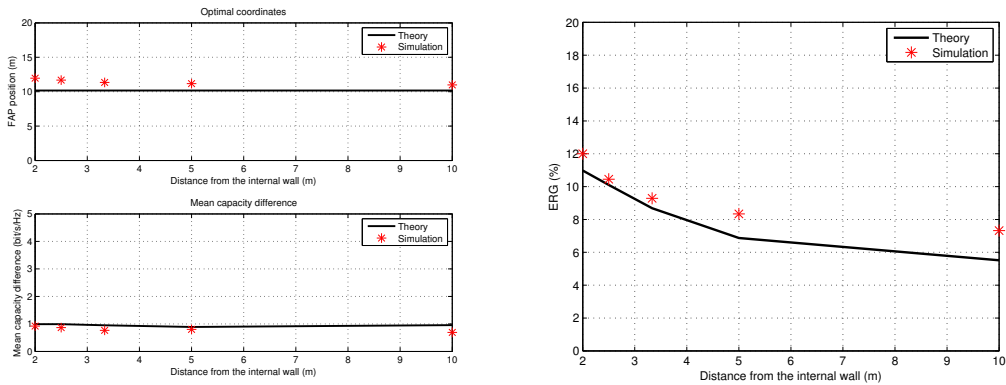 Optimal coordinates
20
15
10
5
0
FAP position (m)
Theory
Simulation
2 3 4 5 6 7 8 9 10
Distance from the internal wall (m)
Mean capacity difference
5
4
3
2
1
0
Mean capacity difference (bit/s/Hz)
Theory
Simulation
2 3 4 5 6 7 8 9 10
Distance from the internal wall (m)
20
18
16
14
12
10
8
6
4
2
0
ERG (%)
Theory
Simulation
2 3 4 5 6 7 8 9 10
Distance from the internal wall (m)